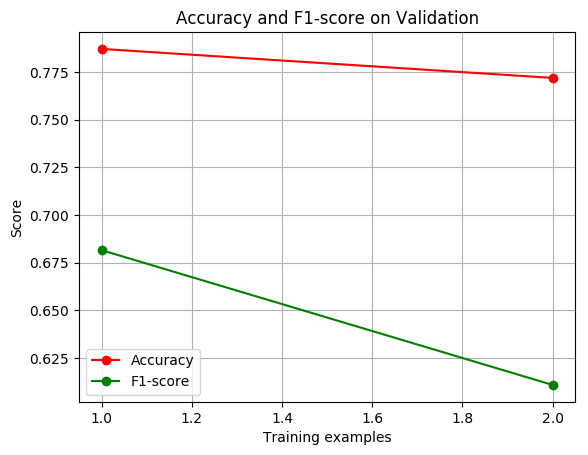 Accuracy and F1-score on Validation
0.775
0.750
0.725
0.700
0.675
0.650
0.625
Score
Accuracy
F1-score
1.0 1.2 1.4 1.6 1.8 2.0
Training examples